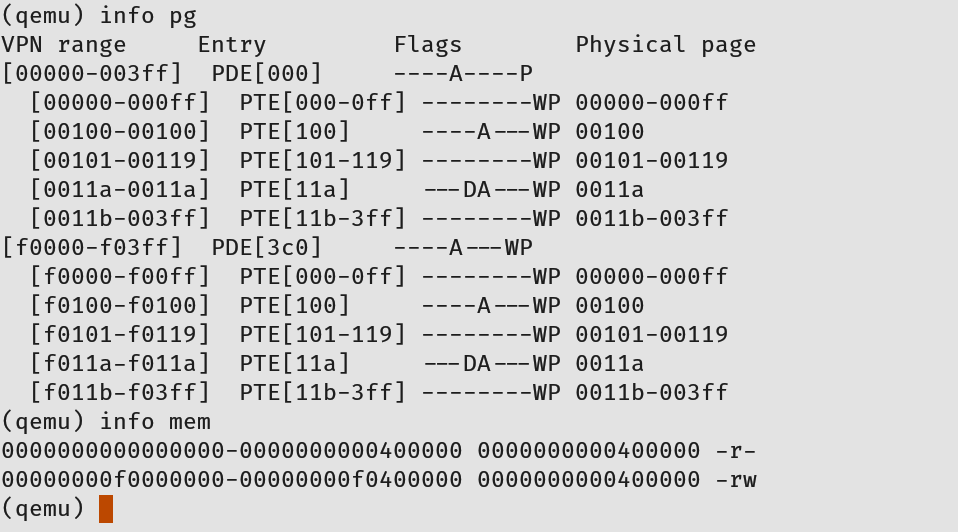 (qemu) info pg
VPN range     Entry         Flags        Physical page
[00000-003ff]  PDE[000]     ----A----P
  [00000-000ff]  PTE[000-0ff] --------WP 00000-000ff
  [00100-00100]  PTE[100]     ----A---WP 00100
  [00101-00119]  PTE[101-119] --------WP 00101-00119
  [0011a-0011a]  PTE[11a]     ---DA---WP 0011a
  [0011b-003ff]  PTE[11b-3ff] --------WP 0011b-003ff
[f0000-f03ff]  PDE[3c0]     ----A---WP
  [f0000-f00ff]  PTE[000-0ff] --------WP 00000-000ff
  [f0100-f0100]  PTE[100]     ----A---WP 00100
  [f0101-f0119]  PTE[101-119] --------WP 00101-00119
  [f011a-f011a]  PTE[11a]     ---DA---WP 0011a
  [f011b-f03ff]  PTE[11b-3ff] --------WP 0011b-003ff
(qemu) info mem
0000000000000000-0000000000400000 0000000000400000 -r-
00000000f0000000-00000000f0400000 0000000000400000 -rw
(qemu)